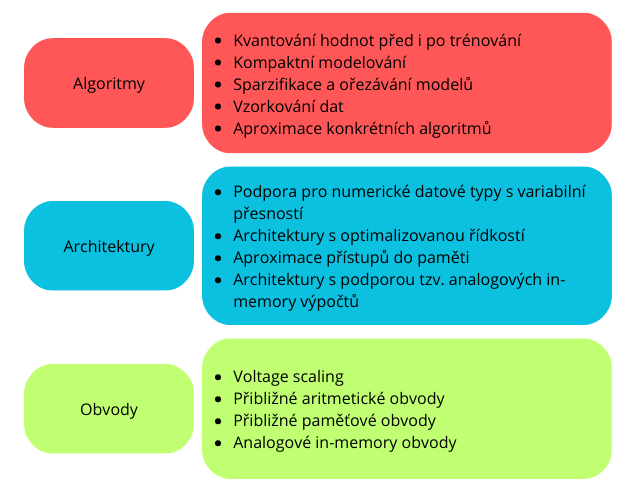 Algoritmy
• Kvantování hodnot před i po trénování
• Kompaktní modelování
• Sparzifikace a ořezávání modelů
• Vzorkování dat
• Aproximace konkrétních algoritmů
Architektury
• Podpora pro numerické datové typy s variabilní
přesností
• Architektury s optimalizovanou řídkostí
• Aproximace přístupů do paměti
• Architektury s podporou tzv. analogových in-
memory výpočtů
Obvody
• Voltage scaling
• Přibližné aritmetické obvody
• Přibližné paměťové obvody
• Analogové in-memory obvody